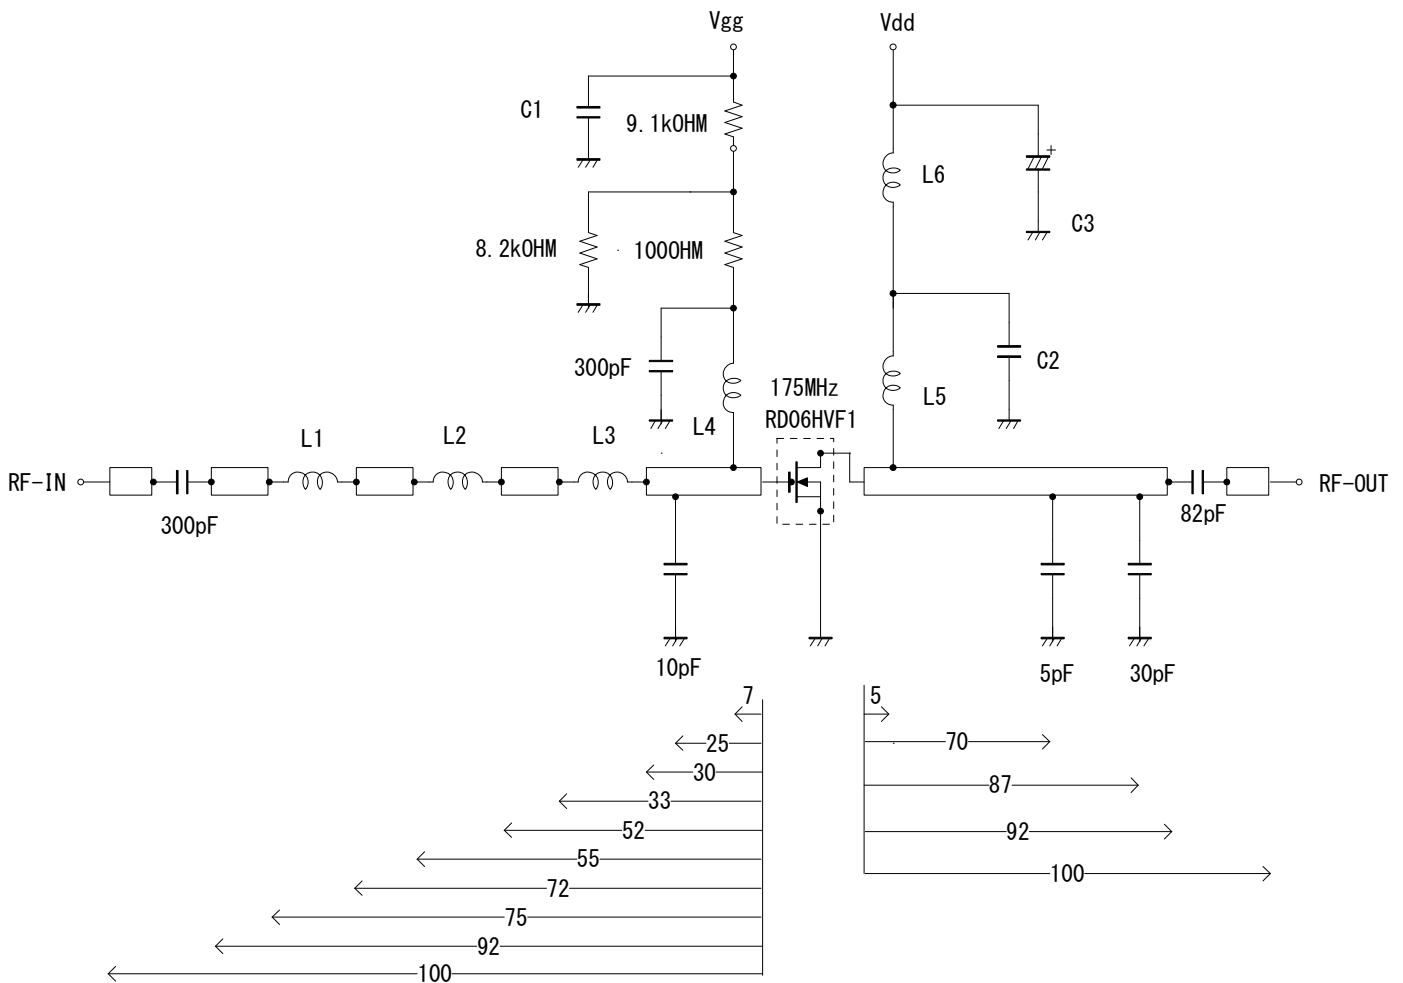 Vgg
Vdd
C1
9.1kOHM
L6
C3
8.2kOHM
100OHM
300pF
C2
175MHz
L5
RD06HVF1
L4
L1
L2
L3
RF-IN
RF-OUT
300pF
82pF
10pF
5pF
30pF
7
5
25
70
30
87
33
52
92
55
100
72
75
92
100
+